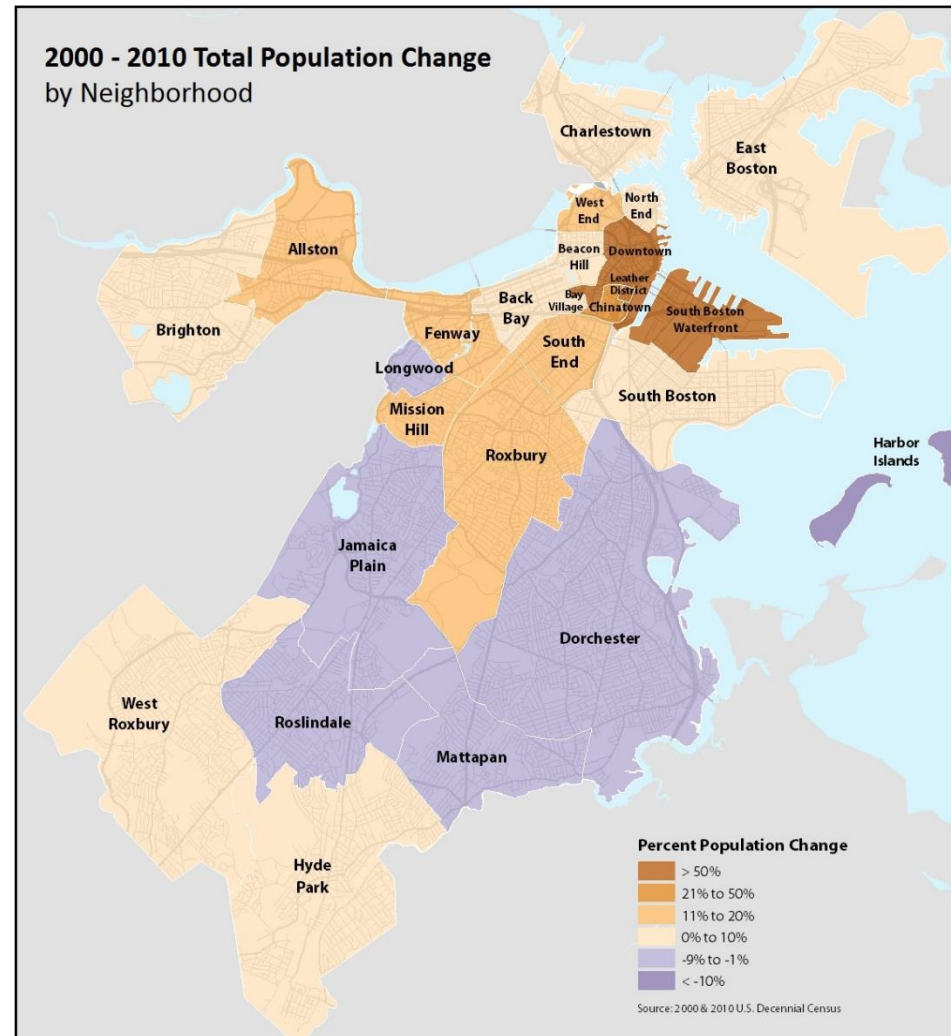 2000 - 2010 Total Population Change
by Neighborhood
Charlestown
East
Boston
West
End
North
End
Allston
Beacon
Hill
Downtown
Leather
District
Bay
Village
Chinatown
Back
Bay
South Boston
Waterfront
Brighton
Fenway
South
End
Longwood
South Boston
Mission
Hill
Roxbury
Harbor
Islands
Jamaica
Plain
Dorchester
West
Roxbury
Roslindale
Mattapan
Hyde
Park
Percent Population Change
> 50%
21% to 50%
11% to 20%
0% to 10%
-9% to -1%
< -10%
Source: 2000 & 2010 U.S. Decennial Census